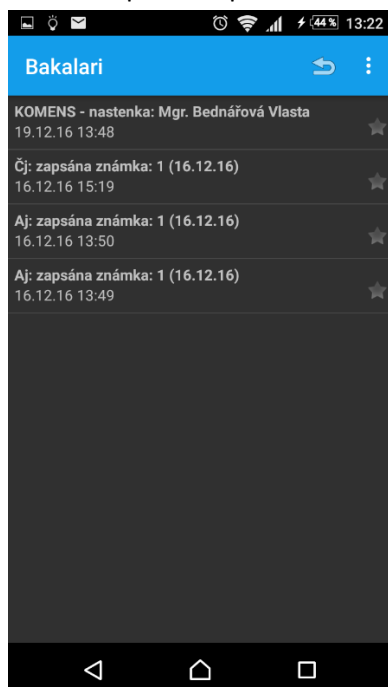 44% 13:22
Bakalari
KOMENS - nastenka: Mgr. Bednářová Vlasta
19.12.16 13:48
Čj: zapsána známka: 1 (16.12.16)
16.12.16 15:19
Aj: zapsána známka: 1 (16.12.16)
16.12.16 13:50
Aj: zapsána známka: 1 (16.12.16)
16.12.16 13:49